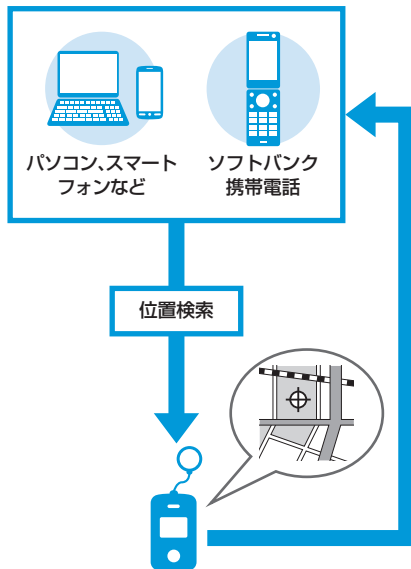 パソコン、スマート
フォンなど
ソフトバンク
携帯電話
位置検索